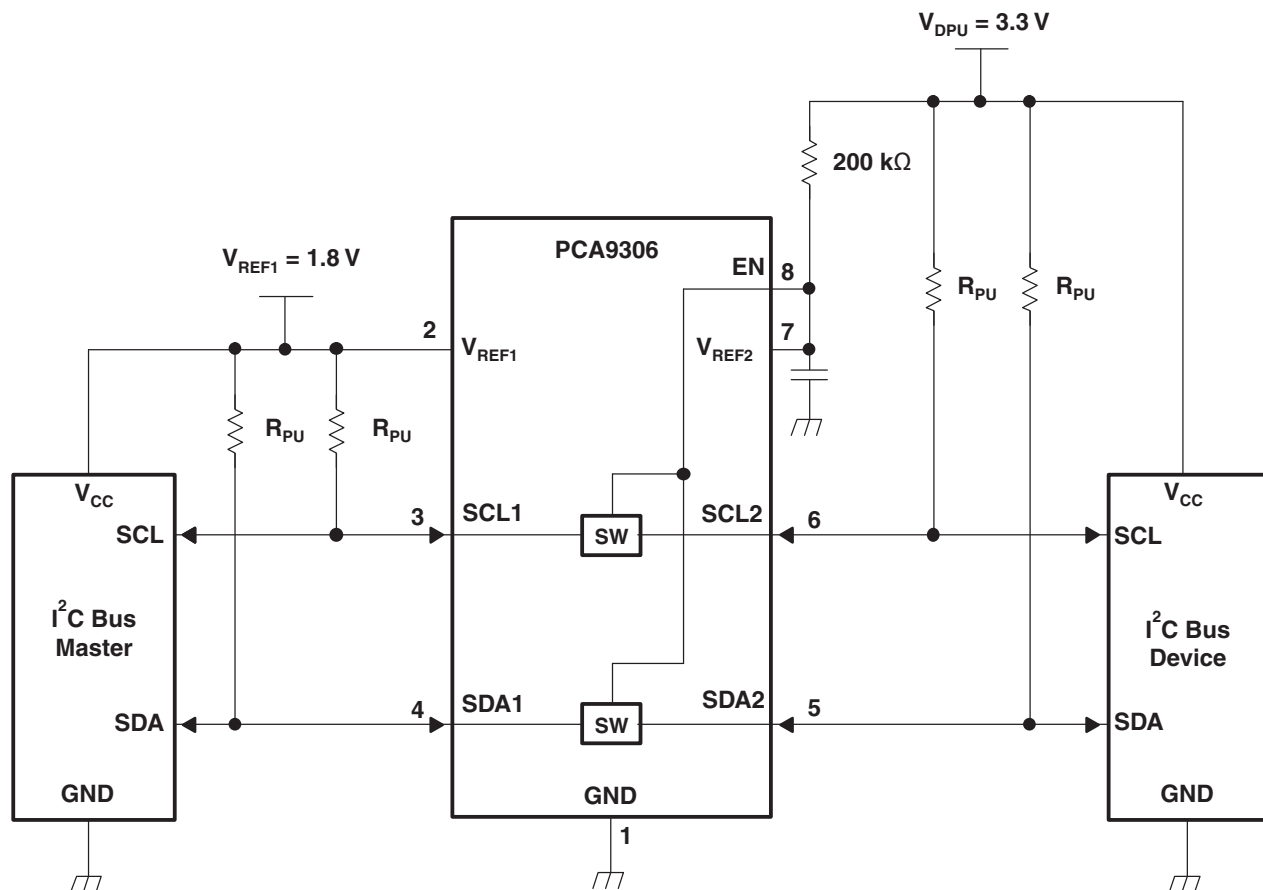 V_DPU = 3.3 V
200 kΩ
PCA9306
V_REF1 = 1.8 V
EN
8
R_PU
R_PU
2
7
V_REF1
V_REF2
R_PU
R_PU
V_CC
V_CC
SCL
3
SCL1
SW
SCL2
6
SCL
I²C Bus
Master
I²C Bus
Device
SDA
4
SDA1
SW
SDA2
5
SDA
GND
GND
GND
1